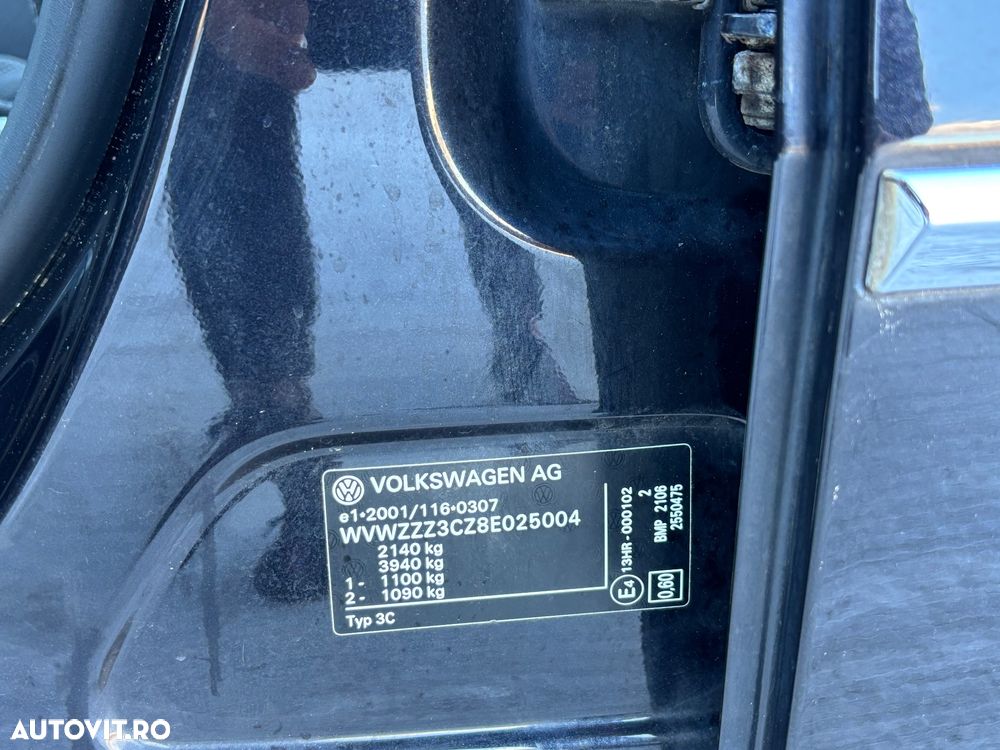 VOLKSWAGEN AG
e1*2001/116*0307
WVWZZZ3CZ8E025004
2140 kg
3940 kg
1- 1100 kg
2- 1090 kg
Typ 3C
E4 13HR-000102
2
BMP 2106
0,60 2550475
AUTOVIT.RO